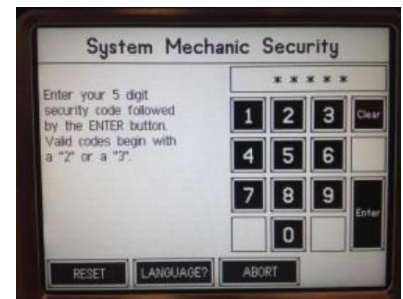 System Mechanic Security
* * * * *
Enter your 5 digit
security code followed
by the ENTER button.
Valid codes begin with
a "2" or a "3".
1 2 3 Clear
4 5 6
7 8 9
Enter
0
RESET LANGUAGE? ABORT